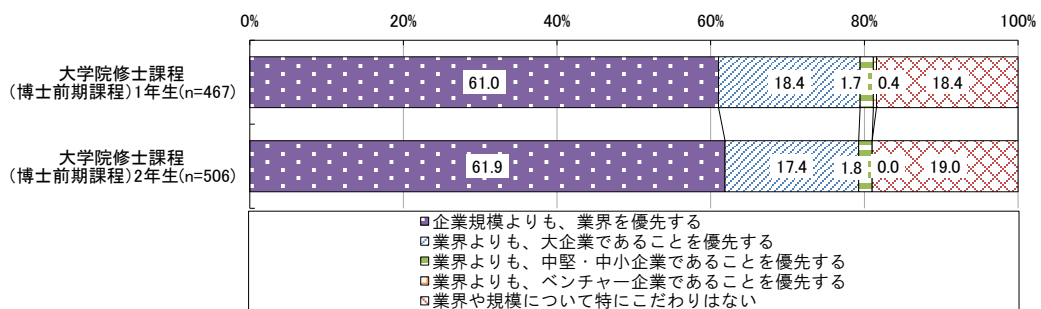 0% 20% 40% 60% 80% 100%
大学院修士課程
(博士前期課程)1年生(n=467)
61.0 18.4 1.7 0.4 18.4
大学院修士課程
(博士前期課程)2年生(n=506)
61.9 17.4 1.8 0.0 19.0
企業規模よりも、業界を優先する
業界よりも、大企業であることを優先する
業界よりも、中堅・中小企業であることを優先する
業界よりも、ベンチャー企業であることを優先する
業界や規模について特にこだわりはない